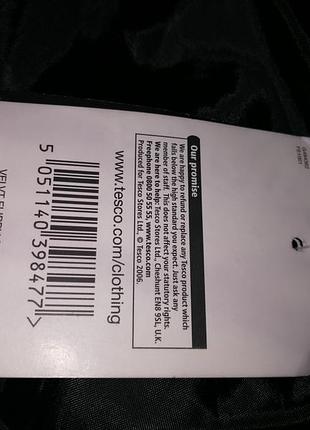 Our promise
We are happy to refund or replace any Tesco product which
falls below the high standard you expect. Just ask any
member of staff. This does not affect your statutory rights.
We are here to help: Tesco Stores Ltd., Cheshunt EN8 9SL, U.K.
Freephone 0800 50 55 55, www.tesco.com
Produced for Tesco Stores Ltd. © Tesco 2006.
www.tesco.com/clothing
5 051140 398477 >